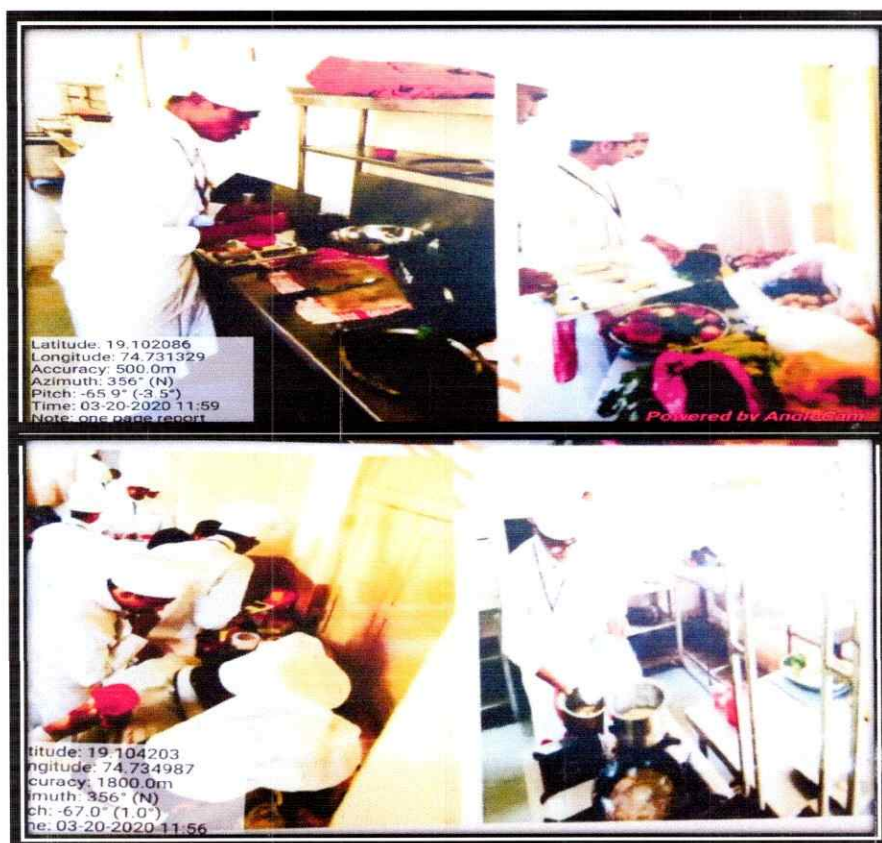 Latitude: 19.102086
Longitude: 74.731329
Accuracy: 500.0m
Azimuth: 356° (N)
Pitch: -65.9° (-3.5°)
Time: 03-20-2020 11:59
Note: one page report
Powered by AngleCam
titude: 19.104203
ngitude: 74.734987
curacy: 1800.0m
imuth: 356° (N)
ch: -67.0° (1.0°)
ne: 03-20-2020 11:56